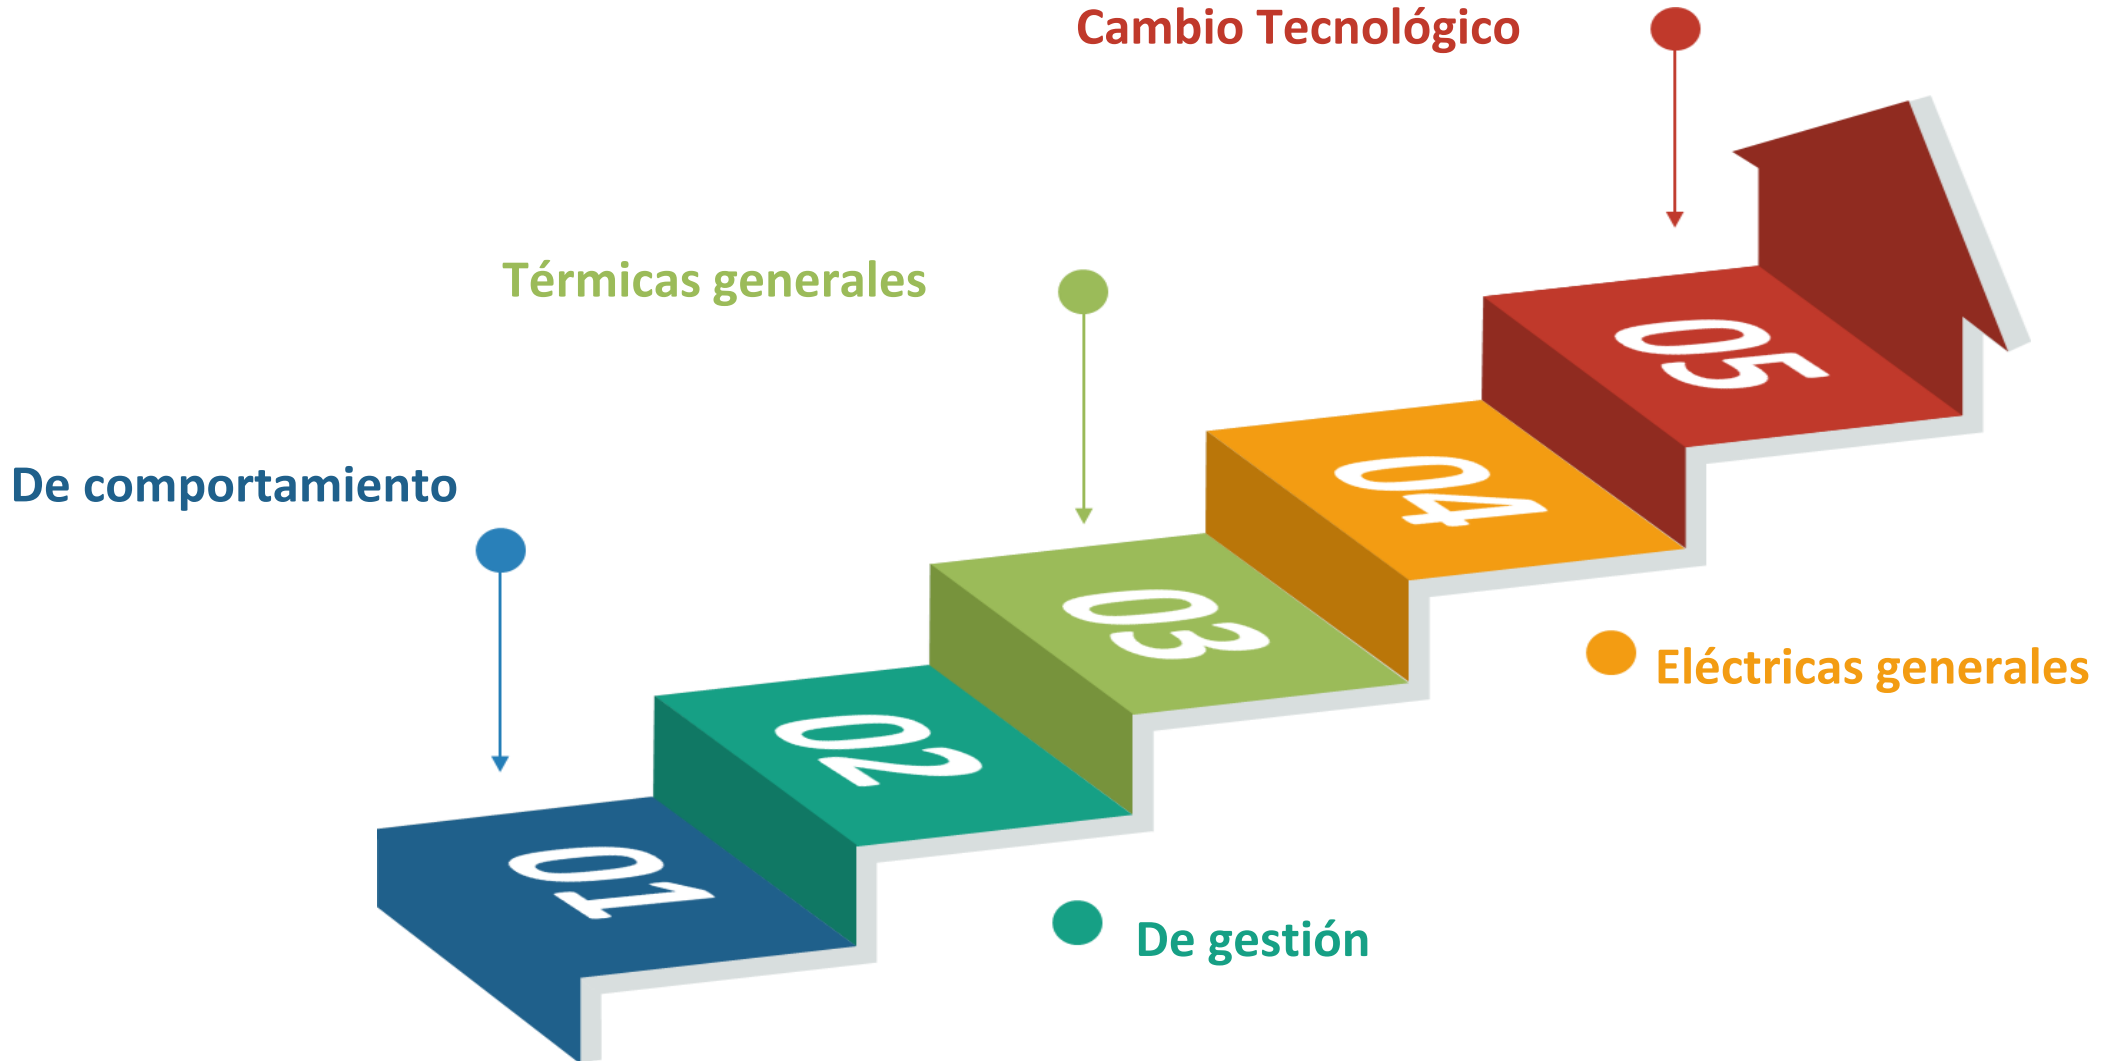 Cambio Tecnológico
Térmicas generales
De comportamiento
05
04
03
Eléctricas generales
02
01
De gestión